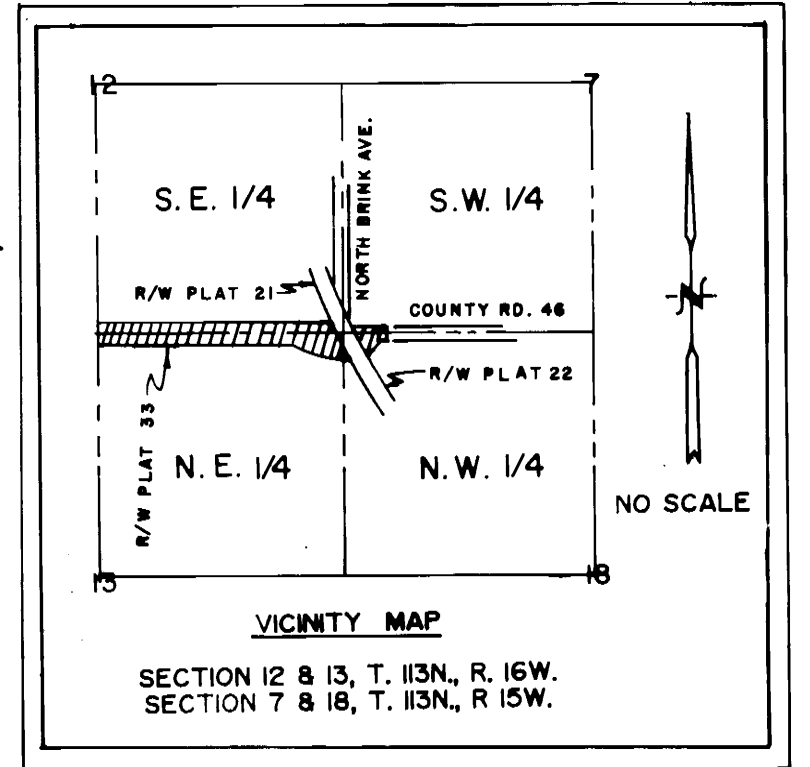 12
7
S.E. 1/4
NORTH BRINK AVE.
S.W. 1/4
R/W PLAT 21
COUNTY RD. 46
N
R/W PLAT 22
R/W PLAT 33
N.E. 1/4
N.W. 1/4
NO SCALE
13
18
VICINITY MAP
SECTION 12 & 13, T. 113N., R. 16W.
SECTION 7 & 18, T. 113N., R 15W.